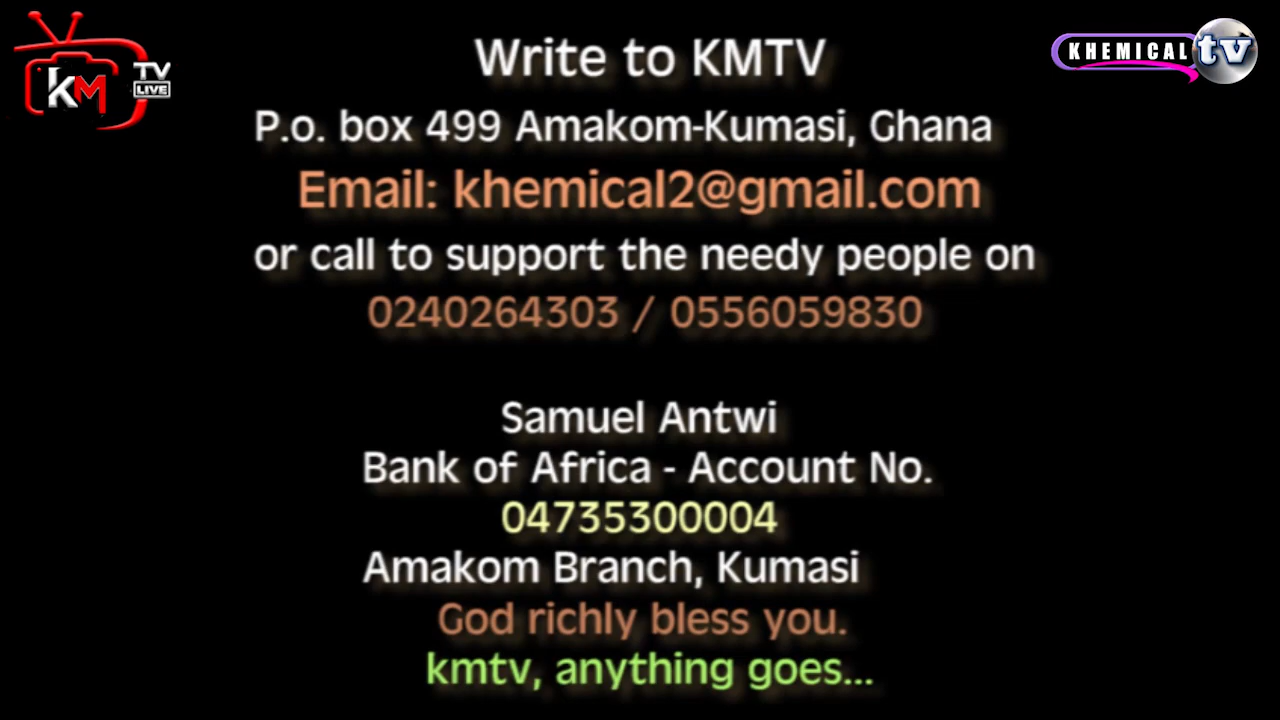 KM TV LIVE
KHEMICAL tv
Write to KMTV
P.o. box 499 Amakom-Kumasi, Ghana
Email: khemical2@gmail.com
or call to support the needy people on
0240264303 / 0556059830
Samuel Antwi
Bank of Africa - Account No.
04735300004
Amakom Branch, Kumasi
God richly bless you.
kmtv, anything goes...